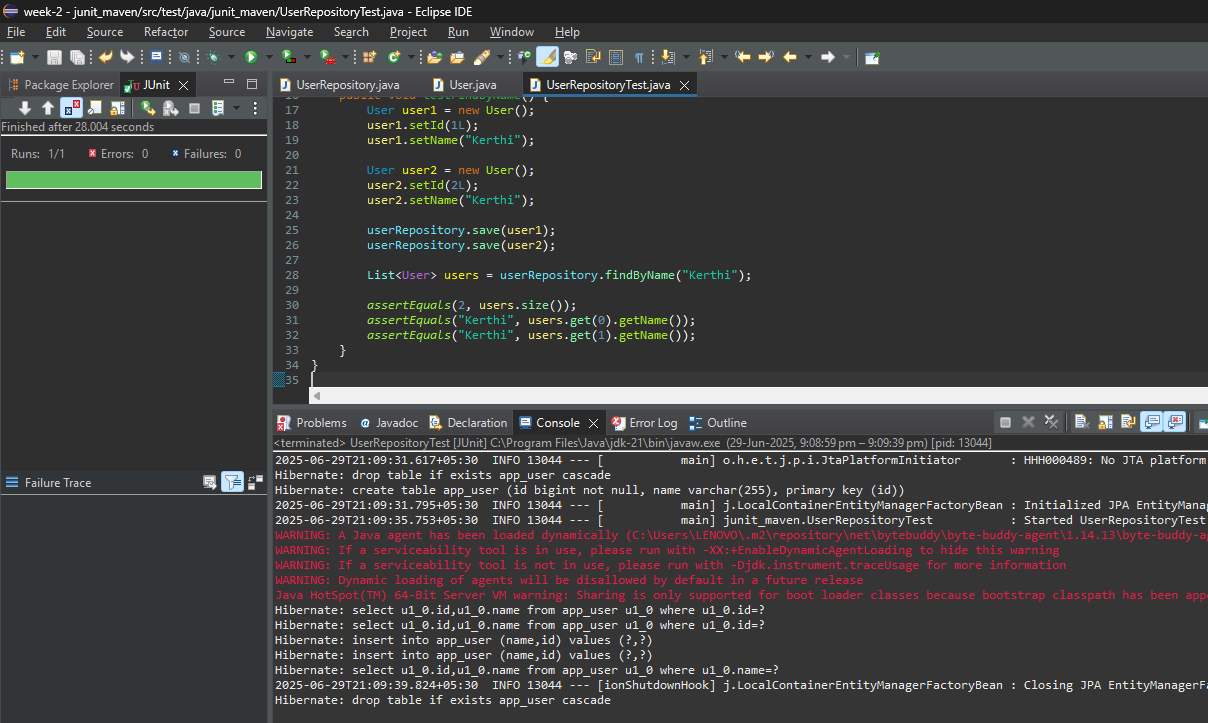 week-2 - junit_maven/src/test/java/junit_maven/UserRepositoryTest.java - Eclipse IDE
File Edit Source Refactor Source Navigate Search Project Run Window Help
Package Explorer JUnit
UserRepository.java User.java UserRepositoryTest.java
Finished after 28.004 seconds
Runs: 1/1 Errors: 0 Failures: 0
Failure Trace
16 public void testFindByName() {
17 User user1 = new User();
18 user1.setId(1L);
19 user1.setName("Kerthi");
20
21 User user2 = new User();
22 user2.setId(2L);
23 user2.setName("Kerthi");
24
25 userRepository.save(user1);
26 userRepository.save(user2);
27
28 List<User> users = userRepository.findByName("Kerthi");
29
30 assertEquals(2, users.size());
31 assertEquals("Kerthi", users.get(0).getName());
32 assertEquals("Kerthi", users.get(1).getName());
33 }
34 }
35
Problems Javadoc Declaration Console Error Log Outline
<terminated> UserRepositoryTest [JUnit] C:\Program Files\Java\jdk-21\bin\javaw.exe (29-Jun-2025, 9:08:59 pm – 9:09:39 pm) [pid: 13044]
2025-06-29T21:09:31.617+05:30 INFO 13044 --- [ main] o.h.e.t.j.p.i.JtaPlatformInitiator : HHH000489: No JTA platform
Hibernate: drop table if exists app_user cascade
Hibernate: create table app_user (id bigint not null, name varchar(255), primary key (id))
2025-06-29T21:09:31.795+05:30 INFO 13044 --- [ main] j.LocalContainerEntityManagerFactoryBean : Initialized JPA EntityManag
2025-06-29T21:09:35.753+05:30 INFO 13044 --- [ main] junit_maven.UserRepositoryTest : Started UserRepositoryTest
WARNING: A Java agent has been loaded dynamically (C:\Users\LENOVO\.m2\repository\net\bytebuddy\byte-buddy-agent\1.14.13\byte-buddy-ag
WARNING: If a serviceability tool is in use, please run with -XX:+EnableDynamicAgentLoading to hide this warning
WARNING: If a serviceability tool is not in use, please run with -Djdk.instrument.traceUsage for more information
WARNING: Dynamic loading of agents will be disallowed by default in a future release
Java HotSpot(TM) 64-Bit Server VM warning: Sharing is only supported for boot loader classes because bootstrap classpath has been appe
Hibernate: select u1_0.id,u1_0.name from app_user u1_0 where u1_0.id=?
Hibernate: select u1_0.id,u1_0.name from app_user u1_0 where u1_0.id=?
Hibernate: insert into app_user (name,id) values (?,?)
Hibernate: insert into app_user (name,id) values (?,?)
Hibernate: select u1_0.id,u1_0.name from app_user u1_0 where u1_0.name=?
2025-06-29T21:09:39.824+05:30 INFO 13044 --- [ionShutdownHook] j.LocalContainerEntityManagerFactoryBean : Closing JPA EntityManagerFa
Hibernate: drop table if exists app_user cascade